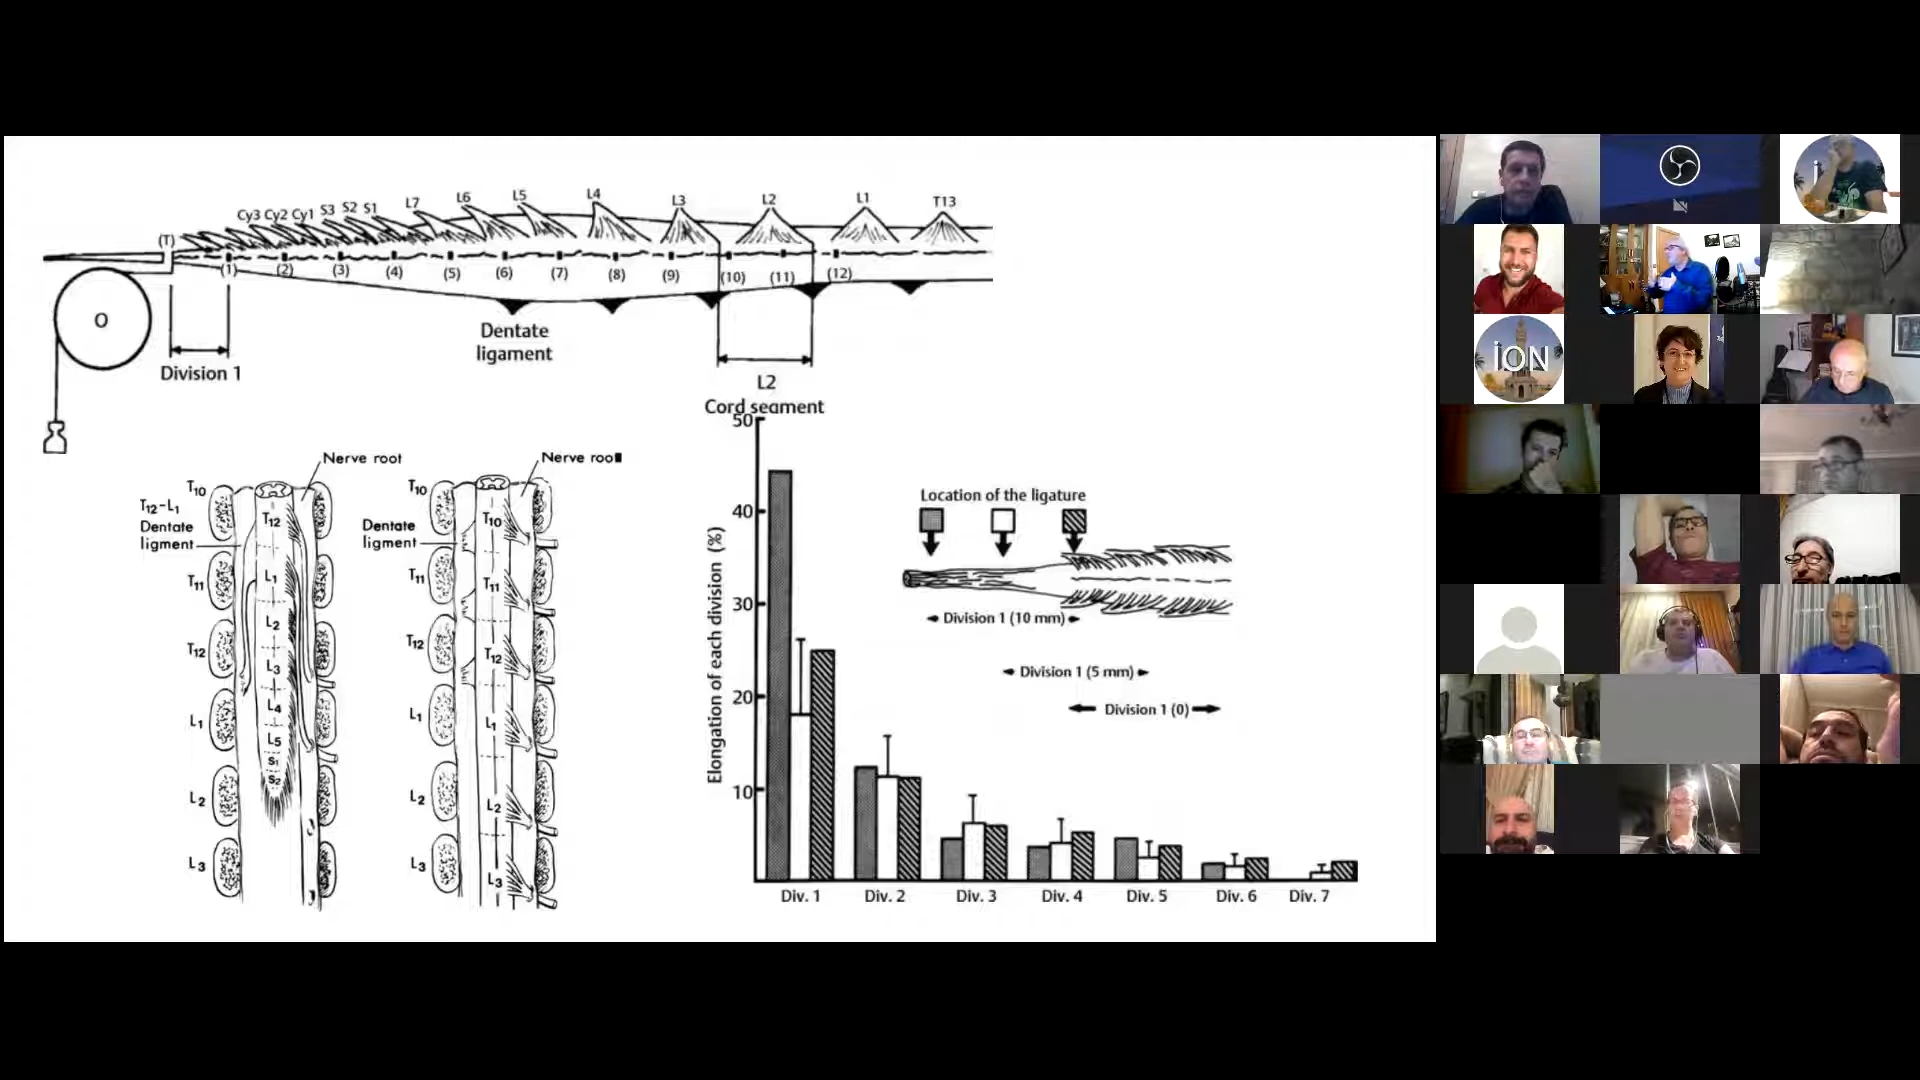 Cy3 Cy2 Cy1 S3 S2 S1 L7 L6 L5 L4 L3 L2 L1 T13
(T)
(1) (2) (3) (4) (5) (6) (7) (8) (9) (10) (11) (12)
O
Division 1
Dentate
ligament
L2
Cord segment
Nerve root
T10
T12-L1
Dentate
ligment
T11
T12
L1
L2
L3
T12
L1
L2
L3
L4
L5
S1
S2
Nerve roo
T10
Dentate
ligment
T11
T12
L1
L2
L3
T10
T11
T12
L1
L2
L3
Elongation of each division (%)
50
40
30
20
10
Location of the ligature
Division 1 (10 mm)
Division 1 (5 mm)
Division 1 (0)
Div. 1 Div. 2 Div. 3 Div. 4 Div. 5 Div. 6 Div. 7
i
iON